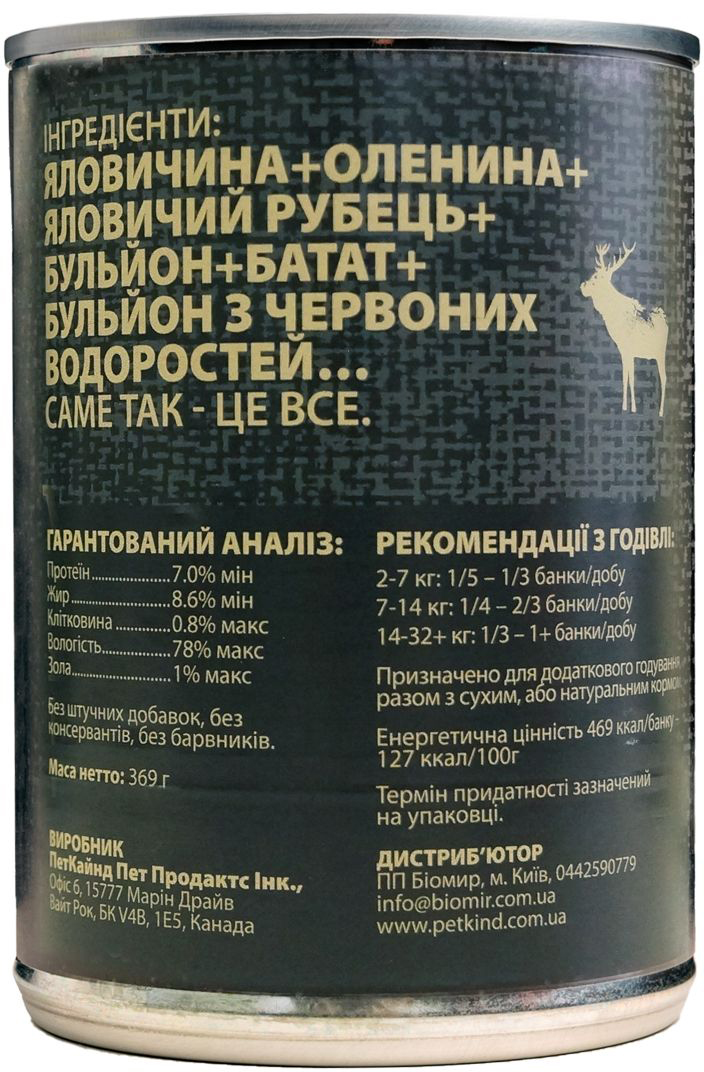 ІНГРЕДІЄНТИ:
ЯЛОВИЧИНА+ОЛЕНИНА+
ЯЛОВИЧИЙ РУБЕЦЬ+
БУЛЬЙОН+БАТАТ+
БУЛЬЙОН З ЧЕРВОНИХ
ВОДОРОСТЕЙ...
САМЕ ТАК - ЦЕ ВСЕ.
ГАРАНТОВАНИЙ АНАЛІЗ:
Протеїн......................7.0% мін
Жир............................8.6% мін
Клітковина ...............0.8% макс
Вологість...................78% макс
Зола............................1% макс
Без штучних добавок, без
консервантів, без барвників.
Маса нетто: 369 г
ВИРОБНИК
ПетКайнд Пет Продактс Інк.,
Офіс 6, 15777 Марін Драйв
Вайт Рок, БК V4B, 1E5, Канада
РЕКОМЕНДАЦІЇ З ГОДІВЛІ:
2-7 кг: 1/5 – 1/3 банки/добу
7-14 кг: 1/4 – 2/3 банки/добу
14-32+ кг: 1/3 – 1+ банки/добу
Призначено для додаткового годування
разом з сухим, або натуральним кормом.
Енергетична цінність 469 ккал/банку –
127 ккал/100г
Термін придатності зазначений
на упаковці.
ДИСТРИБ'ЮТОР
ПП Біомир, м. Київ, 0442590779
info@biomir.com.ua
www.petkind.com.ua